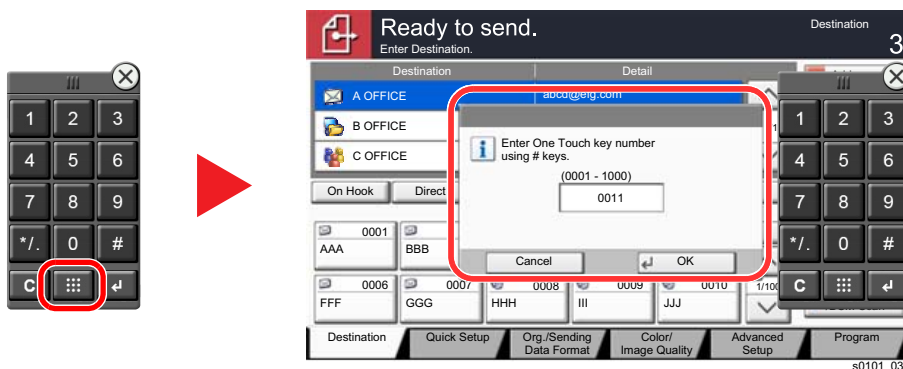 1 2 3
4 5 6
7 8 9
*/. 0 #
C
Ready to send.
Enter Destination.
Destination
3
Destination Detail
A OFFICE abcd@efg.com
B OFFICE
C OFFICE
On Hook Direct
Enter One Touch key number
using # keys.
(0001 - 1000)
0011
Cancel OK
0001
AAA BBB
0006 0007 0008 0009 0010
FFF GGG HHH III JJJ
1/100
1 2 3
4 5 6
7 8 9
*/. 0 #
C
Destination Quick Setup Org./Sending
Data Format Color/
Image Quality Advanced
Setup Program
s0101_03